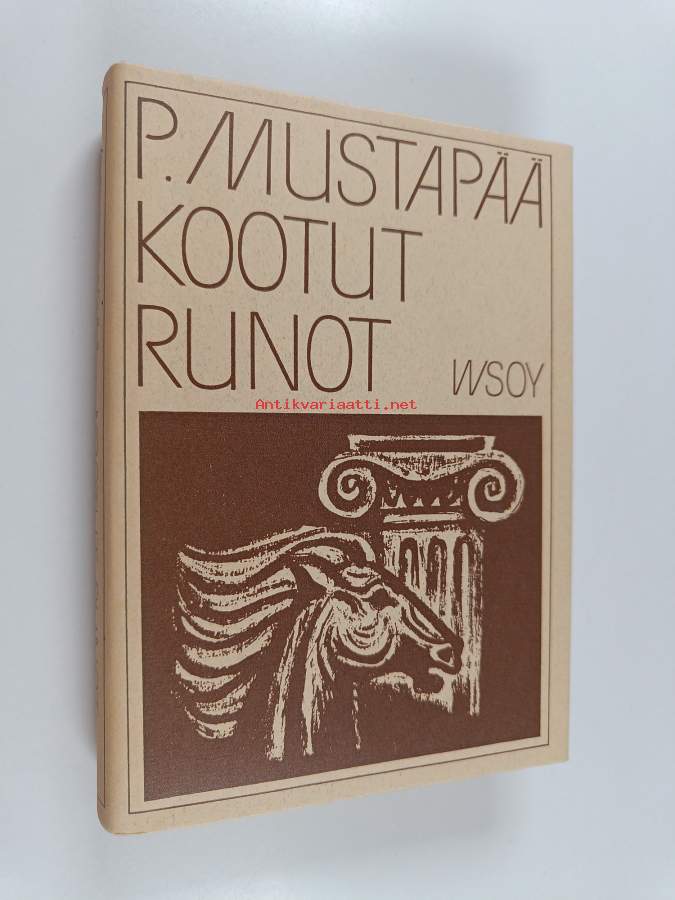 P. MUSTAPÄÄ
KOOTUT
RUNOT
WSOY
Antikvariaatti.net